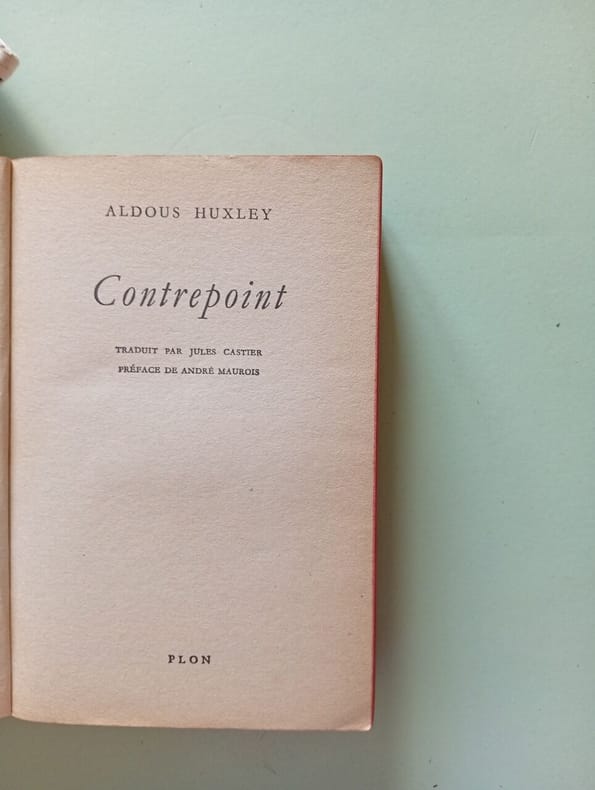 ALDOUS HUXLEY
Contrepoint
TRADUIT PAR JULES CASTIER
PRÉFACE DE ANDRÉ MAUROIS
PLON